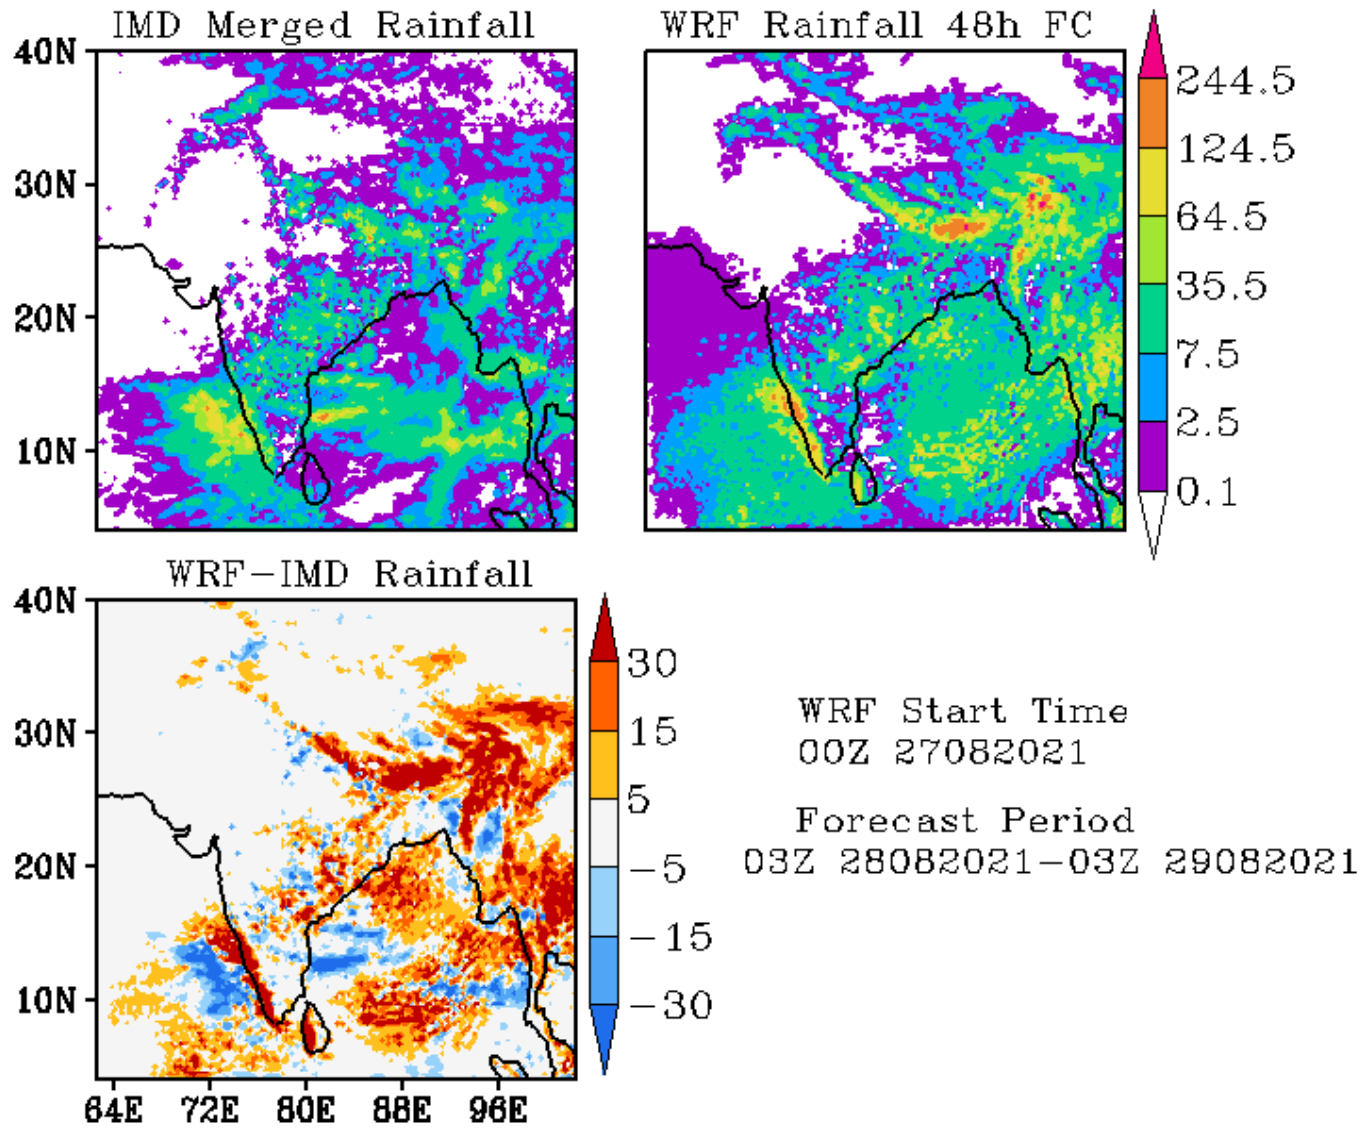 IMD Merged Rainfall
WRF Rainfall 48h FC
40N
30N
20N
10N
244.5
124.5
64.5
35.5
7.5
2.5
0.1
WRF-IMD Rainfall
40N
30N
20N
10N
64E 72E 80E 88E 96E
30
15
5
-5
-15
-30
WRF Start Time
00Z 27082021
Forecast Period
03Z 28082021-03Z 29082021